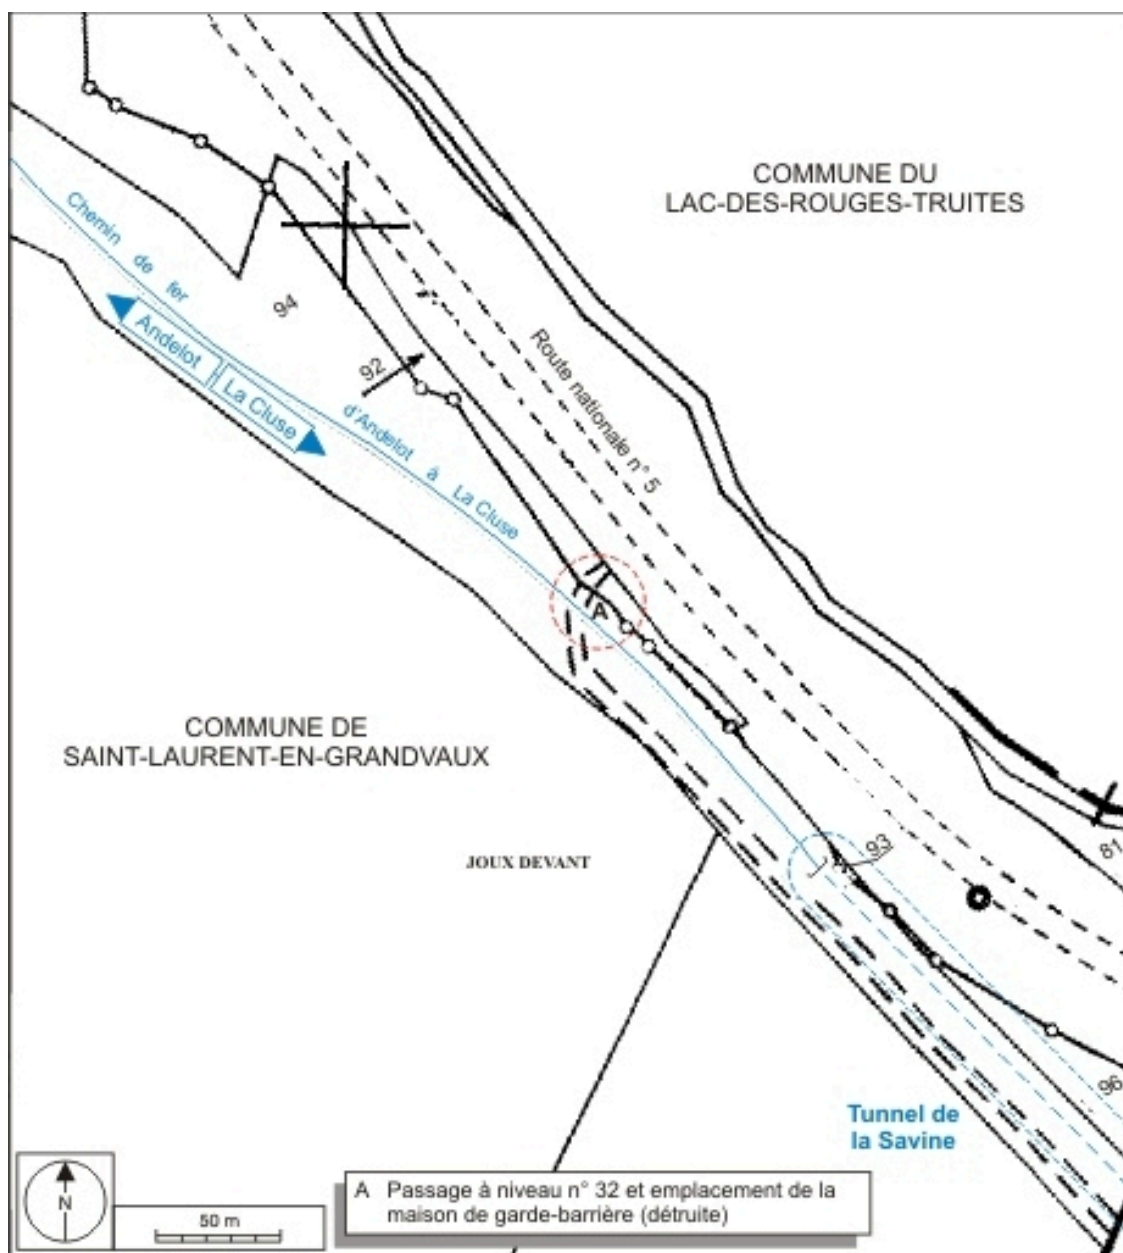 COMMUNE DU
LAC-DES-ROUGES-TRUITES
Chemin de fer d'Andelot à La Cluse
94
Andelot
La Cluse
92
Route nationale n° 5
A
COMMUNE DE
SAINT-LAURENT-EN-GRANDVAUX
JOUX DEVANT
93
81
96
Tunnel de
la Savine
N
50 m
A Passage à niveau n° 32 et emplacement de la
maison de garde-barrière (détruite)